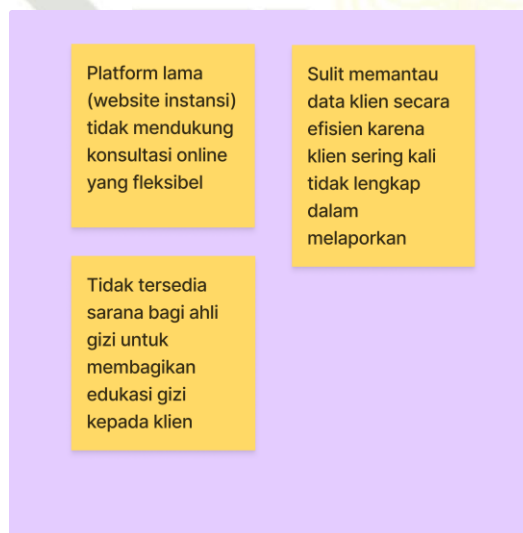 Platform lama
(website instansi)
tidak mendukung
konsultasi online
yang fleksibel
Sulit memantau
data klien secara
efisien karena
klien sering kali
tidak lengkap
dalam
melaporkan
Tidak tersedia
sarana bagi ahli
gizi untuk
membagikan
edukasi gizi
kepada klien